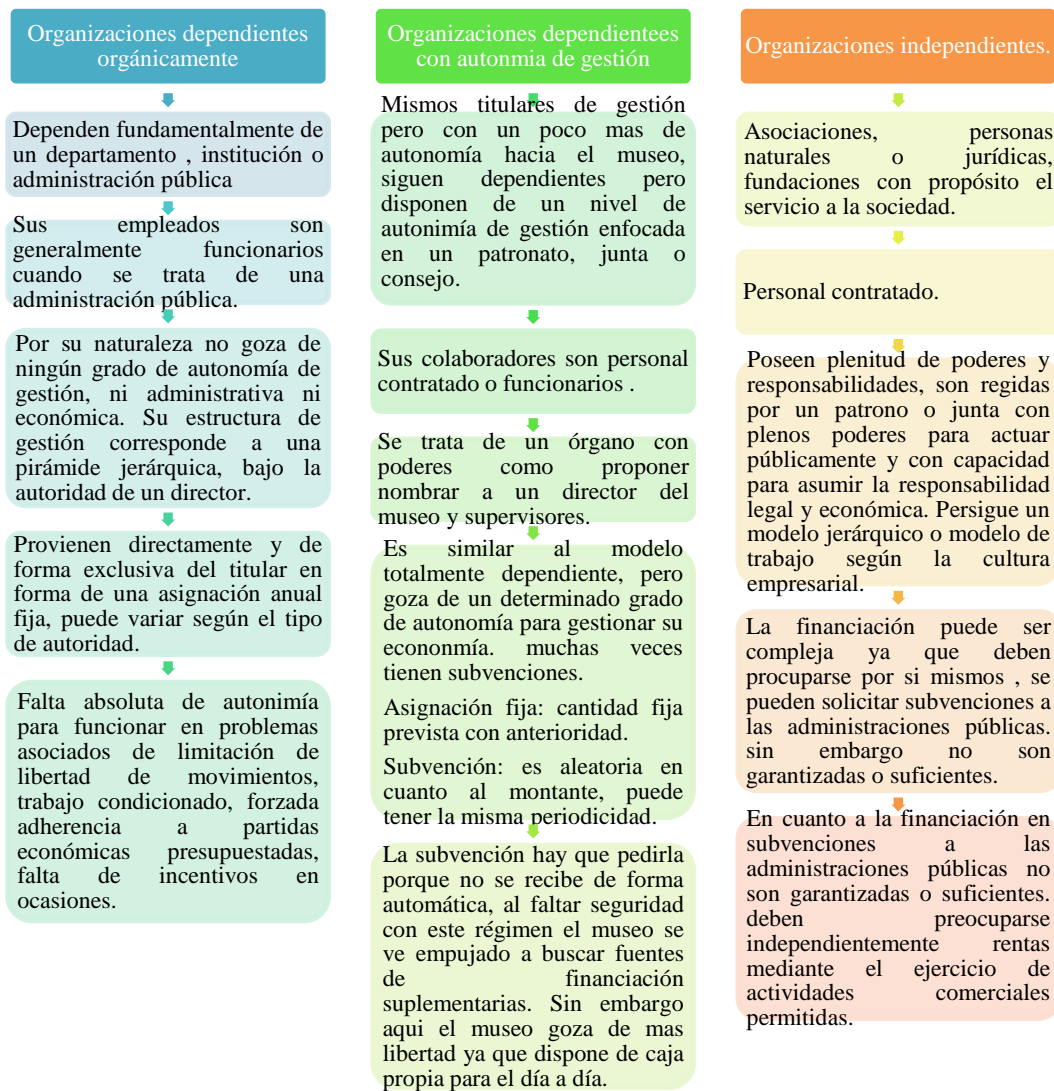 Organizaciones dependientes
orgánicamente
Dependen fundamentalmente de
un departamento , institución o
administración pública
Sus empleados son
generalmente funcionarios
cuando se trata de una
administración pública.
Por su naturaleza no goza de
ningún grado de autonomía de
gestión, ni administrativa ni
económica. Su estructura de
gestión corresponde a una
pirámide jerárquica, bajo la
autoridad de un director.
Provienen directamente y de
forma exclusiva del titular en
forma de una asignación anual
fija, puede variar según el tipo
de autoridad.
Falta absoluta de autonimía
para funcionar en problemas
asociados de limitación de
libertad de movimientos,
trabajo condicionado, forzada
adherencia a partidas
económicas presupuestadas,
falta de incentivos en
ocasiones.
Organizaciones dependientees
con autonmia de gestión
Mismos titulares de gestión
pero con un poco mas de
autonomía hacia el museo,
siguen dependientes pero
disponen de un nivel de
autonimía de gestión enfocada
en un patronato, junta o
consejo.
Sus colaboradores son personal
contratado o funcionarios .
Se trata de un órgano con
poderes como proponer
nombrar a un director del
museo y supervisores.
Es similar al modelo
totalmente dependiente, pero
goza de un determinado grado
de autonomía para gestionar su
econonmía. muchas veces
tienen subvenciones.
Asignación fija: cantidad fija
prevista con anterioridad.
Subvención: es aleatoria en
cuanto al montante, puede
tener la misma periodicidad.
La subvención hay que pedirla
porque no se recibe de forma
automática, al faltar seguridad
con este régimen el museo se
ve empujado a buscar fuentes
de financiación
suplementarias. Sin embargo
aqui el museo goza de mas
libertad ya que dispone de caja
propia para el día a día.
Organizaciones independientes.
Asociaciones, personas
naturales o jurídicas,
fundaciones con propósito el
servicio a la sociedad.
Personal contratado.
Poseen plenitud de poderes y
responsabilidades, son regidas
por un patrono o junta con
plenos poderes para actuar
públicamente y con capacidad
para asumir la responsabilidad
legal y económica. Persigue un
modelo jerárquico o modelo de
trabajo según la cultura
empresarial.
La financiación puede ser
compleja ya que deben
procuparse por si mismos , se
pueden solicitar subvenciones a
las administraciones públicas.
sin embargo no son
garantizadas o suficientes.
En cuanto a la financiación en
subvenciones a las
administraciones públicas no
son garantizadas o suficientes.
deben preocuparse
independientemente rentas
mediante el ejercicio de
actividades comerciales
permitidas.